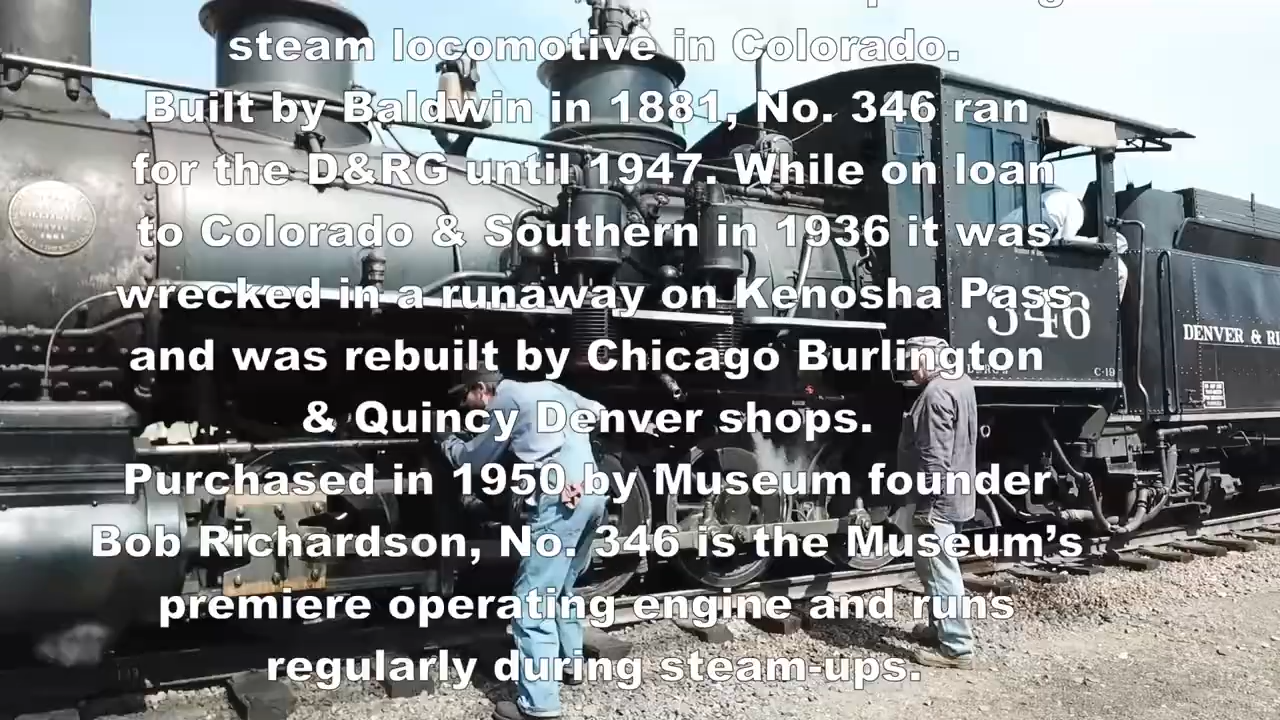 steam locomotive in Colorado.
Built by Baldwin in 1881, No. 346 ran
for the D&RG until 1947. While on loan
to Colorado & Southern in 1936 it was
wrecked in a runaway on Kenosha Pass
and was rebuilt by Chicago Burlington
& Quincy Denver shops.
Purchased in 1950 by Museum founder
Bob Richardson, No. 346 is the Museum’s
premiere operating engine and runs
regularly during steam-ups.
346
DENVER & RI
C-19